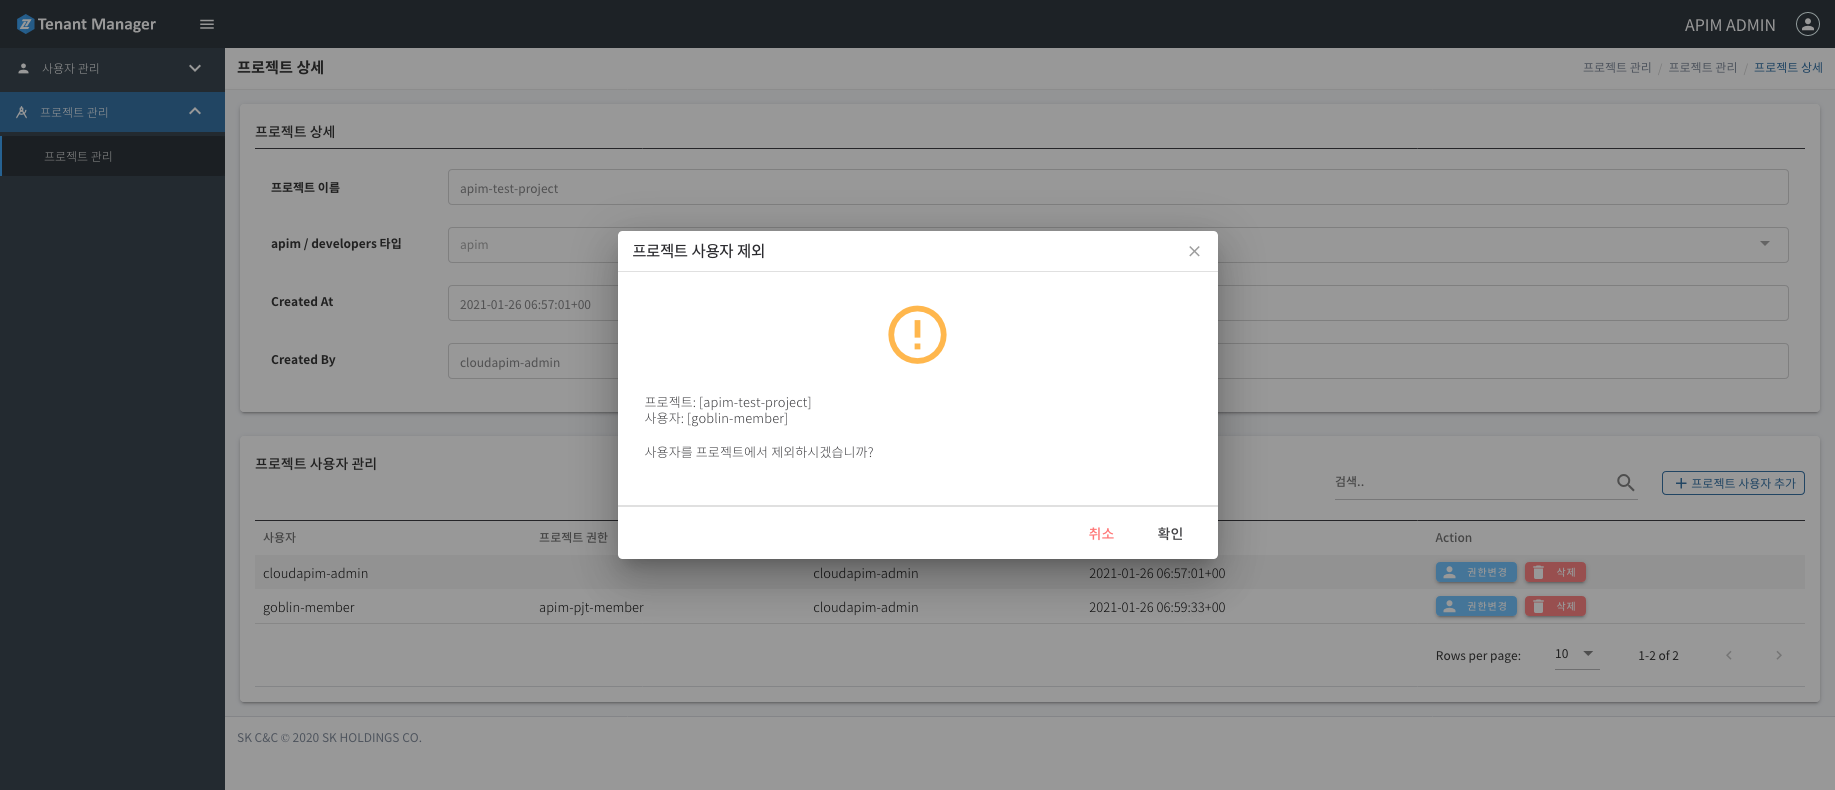 Tenant Manager
APIM ADMIN
사용자 관리
프로젝트 관리
프로젝트 관리
프로젝트 상세
프로젝트 관리 / 프로젝트 관리 / 프로젝트 상세
프로젝트 상세
프로젝트 이름
apim-test-project
apim / developers 타입
apim
Created At
2021-01-26 06:57:01+00
Created By
cloudapim-admin
프로젝트 사용자 제외
프로젝트: [apim-test-project]
사용자: [goblin-member]
사용자를 프로젝트에서 제외하시겠습니까?
취소 확인
프로젝트 사용자 관리
검색..
프로젝트 사용자 추가
사용자 프로젝트 권한 Action
cloudapim-admin cloudapim-admin 2021-01-26 06:57:01+00 권한변경 삭제
goblin-member apim-pjt-member cloudapim-admin 2021-01-26 06:59:33+00 권한변경 삭제
Rows per page: 10 1-2 of 2
SK C&C © 2020 SK HOLDINGS CO.